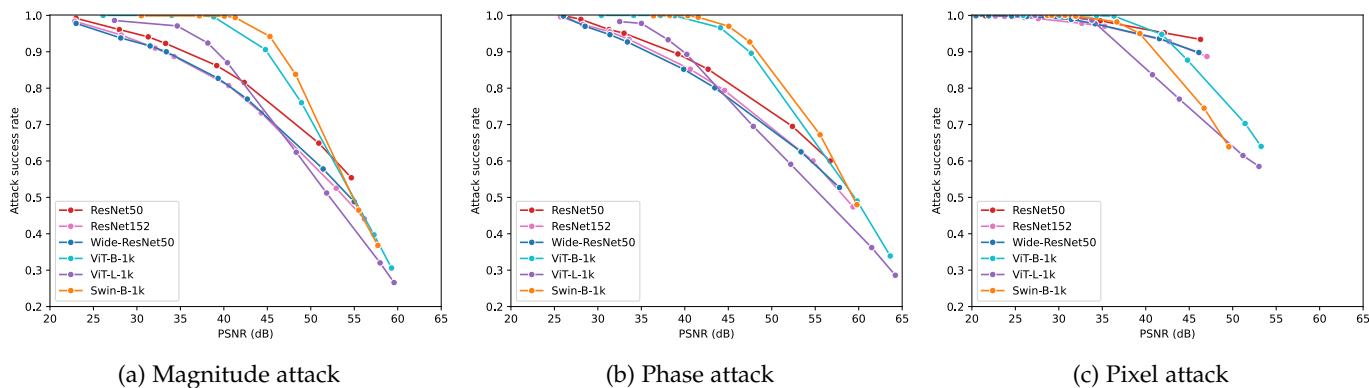 1.0
0.9
0.8
0.7
0.6
0.5
0.4
0.3
0.2
Attack success rate
ResNet50
ResNet152
Wide-ResNet50
ViT-B-1k
ViT-L-1k
Swin-B-1k
20 25 30 35 40 45 50 55 60 65
PSNR (dB)
(a) Magnitude attack
1.0
0.9
0.8
0.7
0.6
0.5
0.4
0.3
0.2
Attack success rate
ResNet50
ResNet152
Wide-ResNet50
ViT-B-1k
ViT-L-1k
Swin-B-1k
20 25 30 35 40 45 50 55 60 65
PSNR (dB)
(b) Phase attack
1.0
0.9
0.8
0.7
0.6
0.5
0.4
0.3
0.2
Attack success rate
ResNet50
ResNet152
Wide-ResNet50
ViT-B-1k
ViT-L-1k
Swin-B-1k
20 25 30 35 40 45 50 55 60 65
PSNR (dB)
(c) Pixel attack